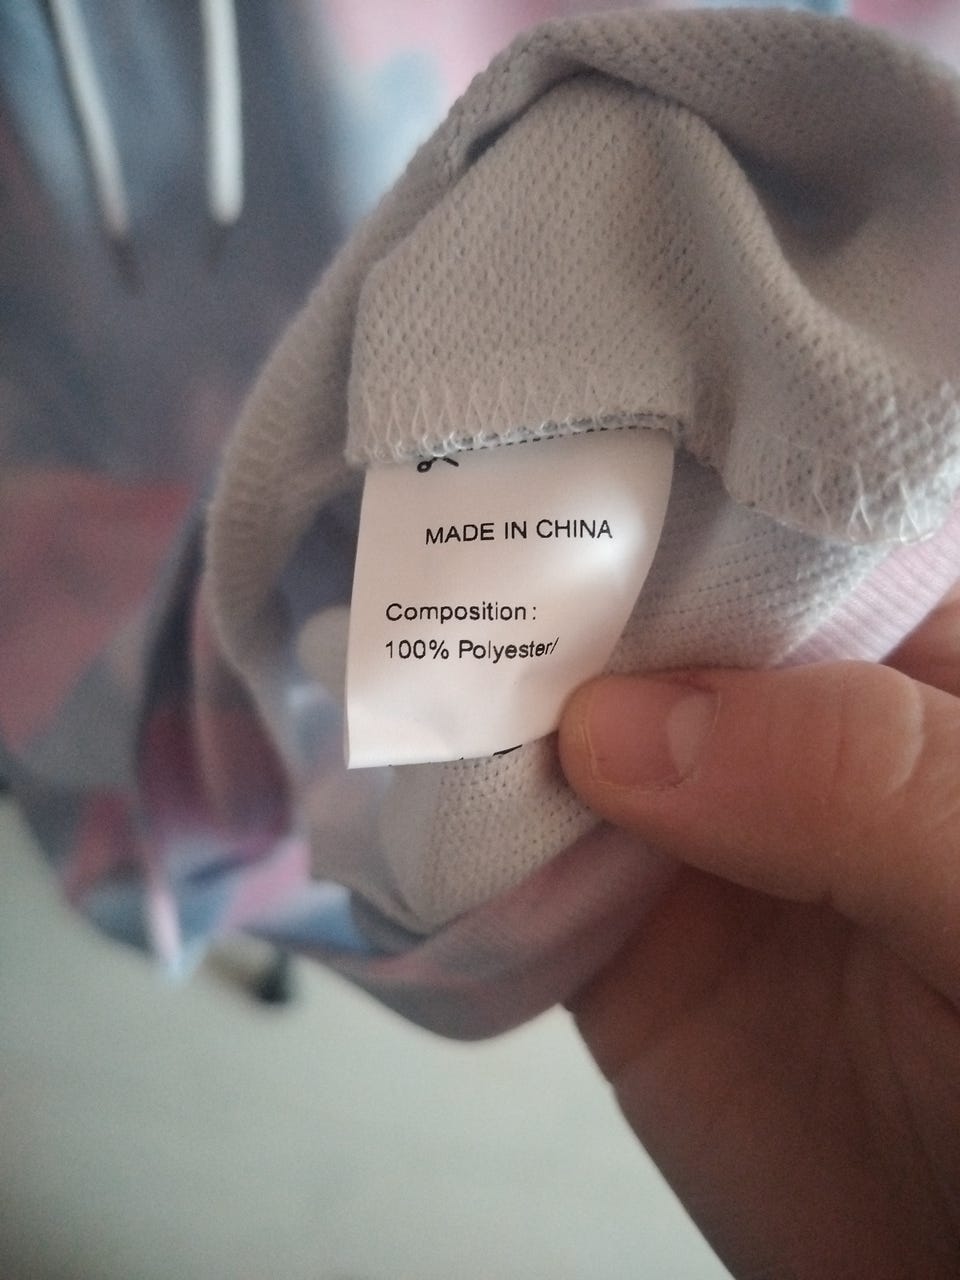 MADE IN CHINA
Composition:
100% Polyester/